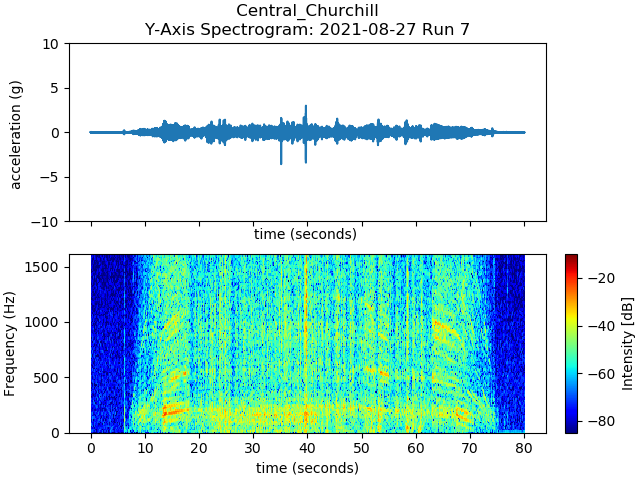 Central_Churchill
Y-Axis Spectrogram: 2021-08-27 Run 7
10
5
0
−5
−10
acceleration (g)
time (seconds)
1500
1000
500
0
Frequency (Hz)
0 10 20 30 40 50 60 70 80
time (seconds)
−20
−40
−60
−80
Intensity [dB]